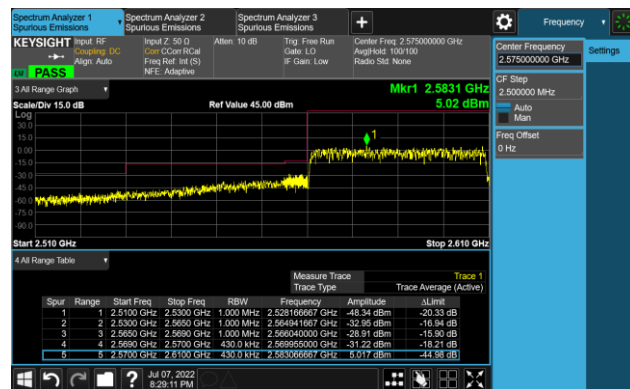 Spectrum Analyzer 1
Spurious Emissions
Spectrum Analyzer 2
Spurious Emissions
Spectrum Analyzer 3
Spurious Emissions
Frequency
KEYSIGHT
Input: RF
Coupling: DC
Align: Auto
Input Z: 50 Ω
Corr CCorr RCal
Freq Ref: Int (S)
NFE: Adaptive
Atten: 10 dB
Trig: Free Run
Gate: LO
IF Gain: Low
Center Freq: 2.575000000 GHz
Avg|Hold: 100/100
Radio Std: None
PASS
Center Frequency
2.575000000 GHz
Settings
CF Step
2.500000 MHz
Auto
Man
Freq Offset
0 Hz
3 All Range Graph
Mkr1 2.5831 GHz
5.02 dBm
Scale/Div 15.0 dB
Ref Value 45.00 dBm
Log
30.0
15.0
0.00
-15.0
-30.0
-45.0
-60.0
-75.0
-90.0
1
Start 2.510 GHz
Stop 2.610 GHz
4 All Range Table
Measure Trace Trace 1
Trace Type Trace Average (Active)
Spur Range Start Freq Stop Freq RBW Frequency Amplitude ΔLimit
1 1 2.5100 GHz 2.5300 GHz 1.000 MHz 2.528166667 GHz -48.34 dBm -20.33 dB
2 2 2.5300 GHz 2.5650 GHz 1.000 MHz 2.564941667 GHz -32.95 dBm -16.94 dB
3 3 2.5650 GHz 2.5690 GHz 1.000 MHz 2.566040000 GHz -28.91 dBm -15.90 dB
4 4 2.5690 GHz 2.5700 GHz 430.0 kHz 2.569955000 GHz -31.22 dBm -18.21 dB
5 5 2.5700 GHz 2.6100 GHz 430.0 kHz 2.583066667 GHz 5.017 dBm -44.98 dB
Jul 07, 2022
8:29:11 PM